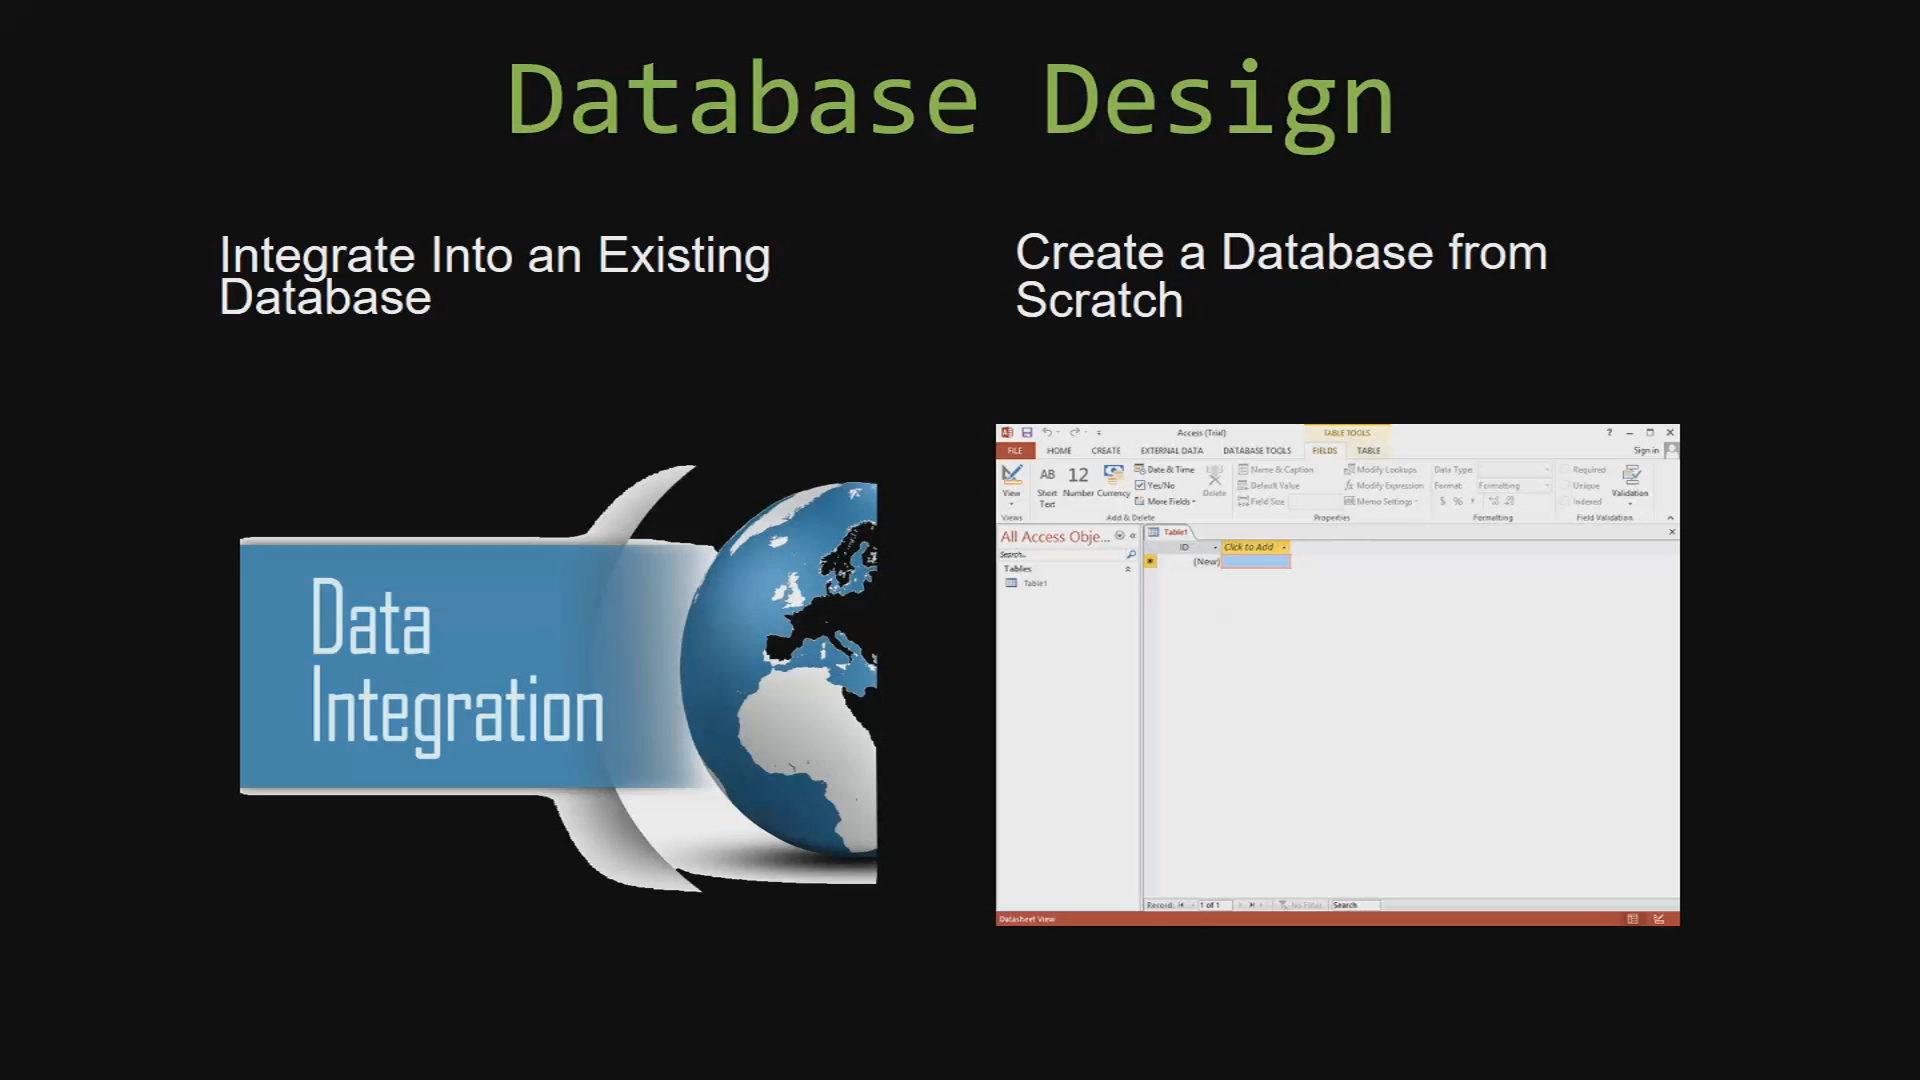 Database Design
Integrate Into an Existing
Database
Create a Database from
Scratch
Data
Integration
Access (Trial)
TABLE TOOLS
FILE HOME CREATE EXTERNAL DATA DATABASE TOOLS FIELDS TABLE
Sign in
View
AB
Short
Text
12
Number
Currency
Date & Time
Yes/No
More Fields
Delete
Name & Caption
Default Value
Field Size
Modify Lookups
Modify Expression
Memo Settings
Data Type:
Format: Formatting
$ %
Required
Unique
Indexed
Validation
Views
Add & Delete
Properties
Formatting
Field Validation
All Access Obje...
Search...
Tables
Table1
Table1
ID Click to Add
(New)
Record: 1 of 1 No Filter Search
Datasheet View